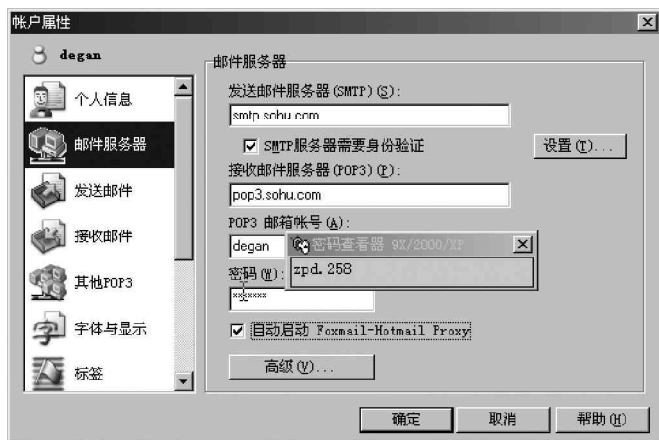 帐户属性
degan
个人信息
邮件服务器
发送邮件
接收邮件
其他POP3
字体与显示
标签
邮件服务器
发送邮件服务器(SMTP)(S):
smtp.sohu.com
SMTP服务器需要身份验证
设置(T)...
接收邮件服务器(POP3)(P):
pop3.sohu.com
POP3 邮箱帐号(A):
degan
密码查看器 9X/2000/XP
zpd.258
密码(W):
*******
自动启动 Foxmail-Hotmail Proxy
高级(V)...
确定
取消
帮助(H)